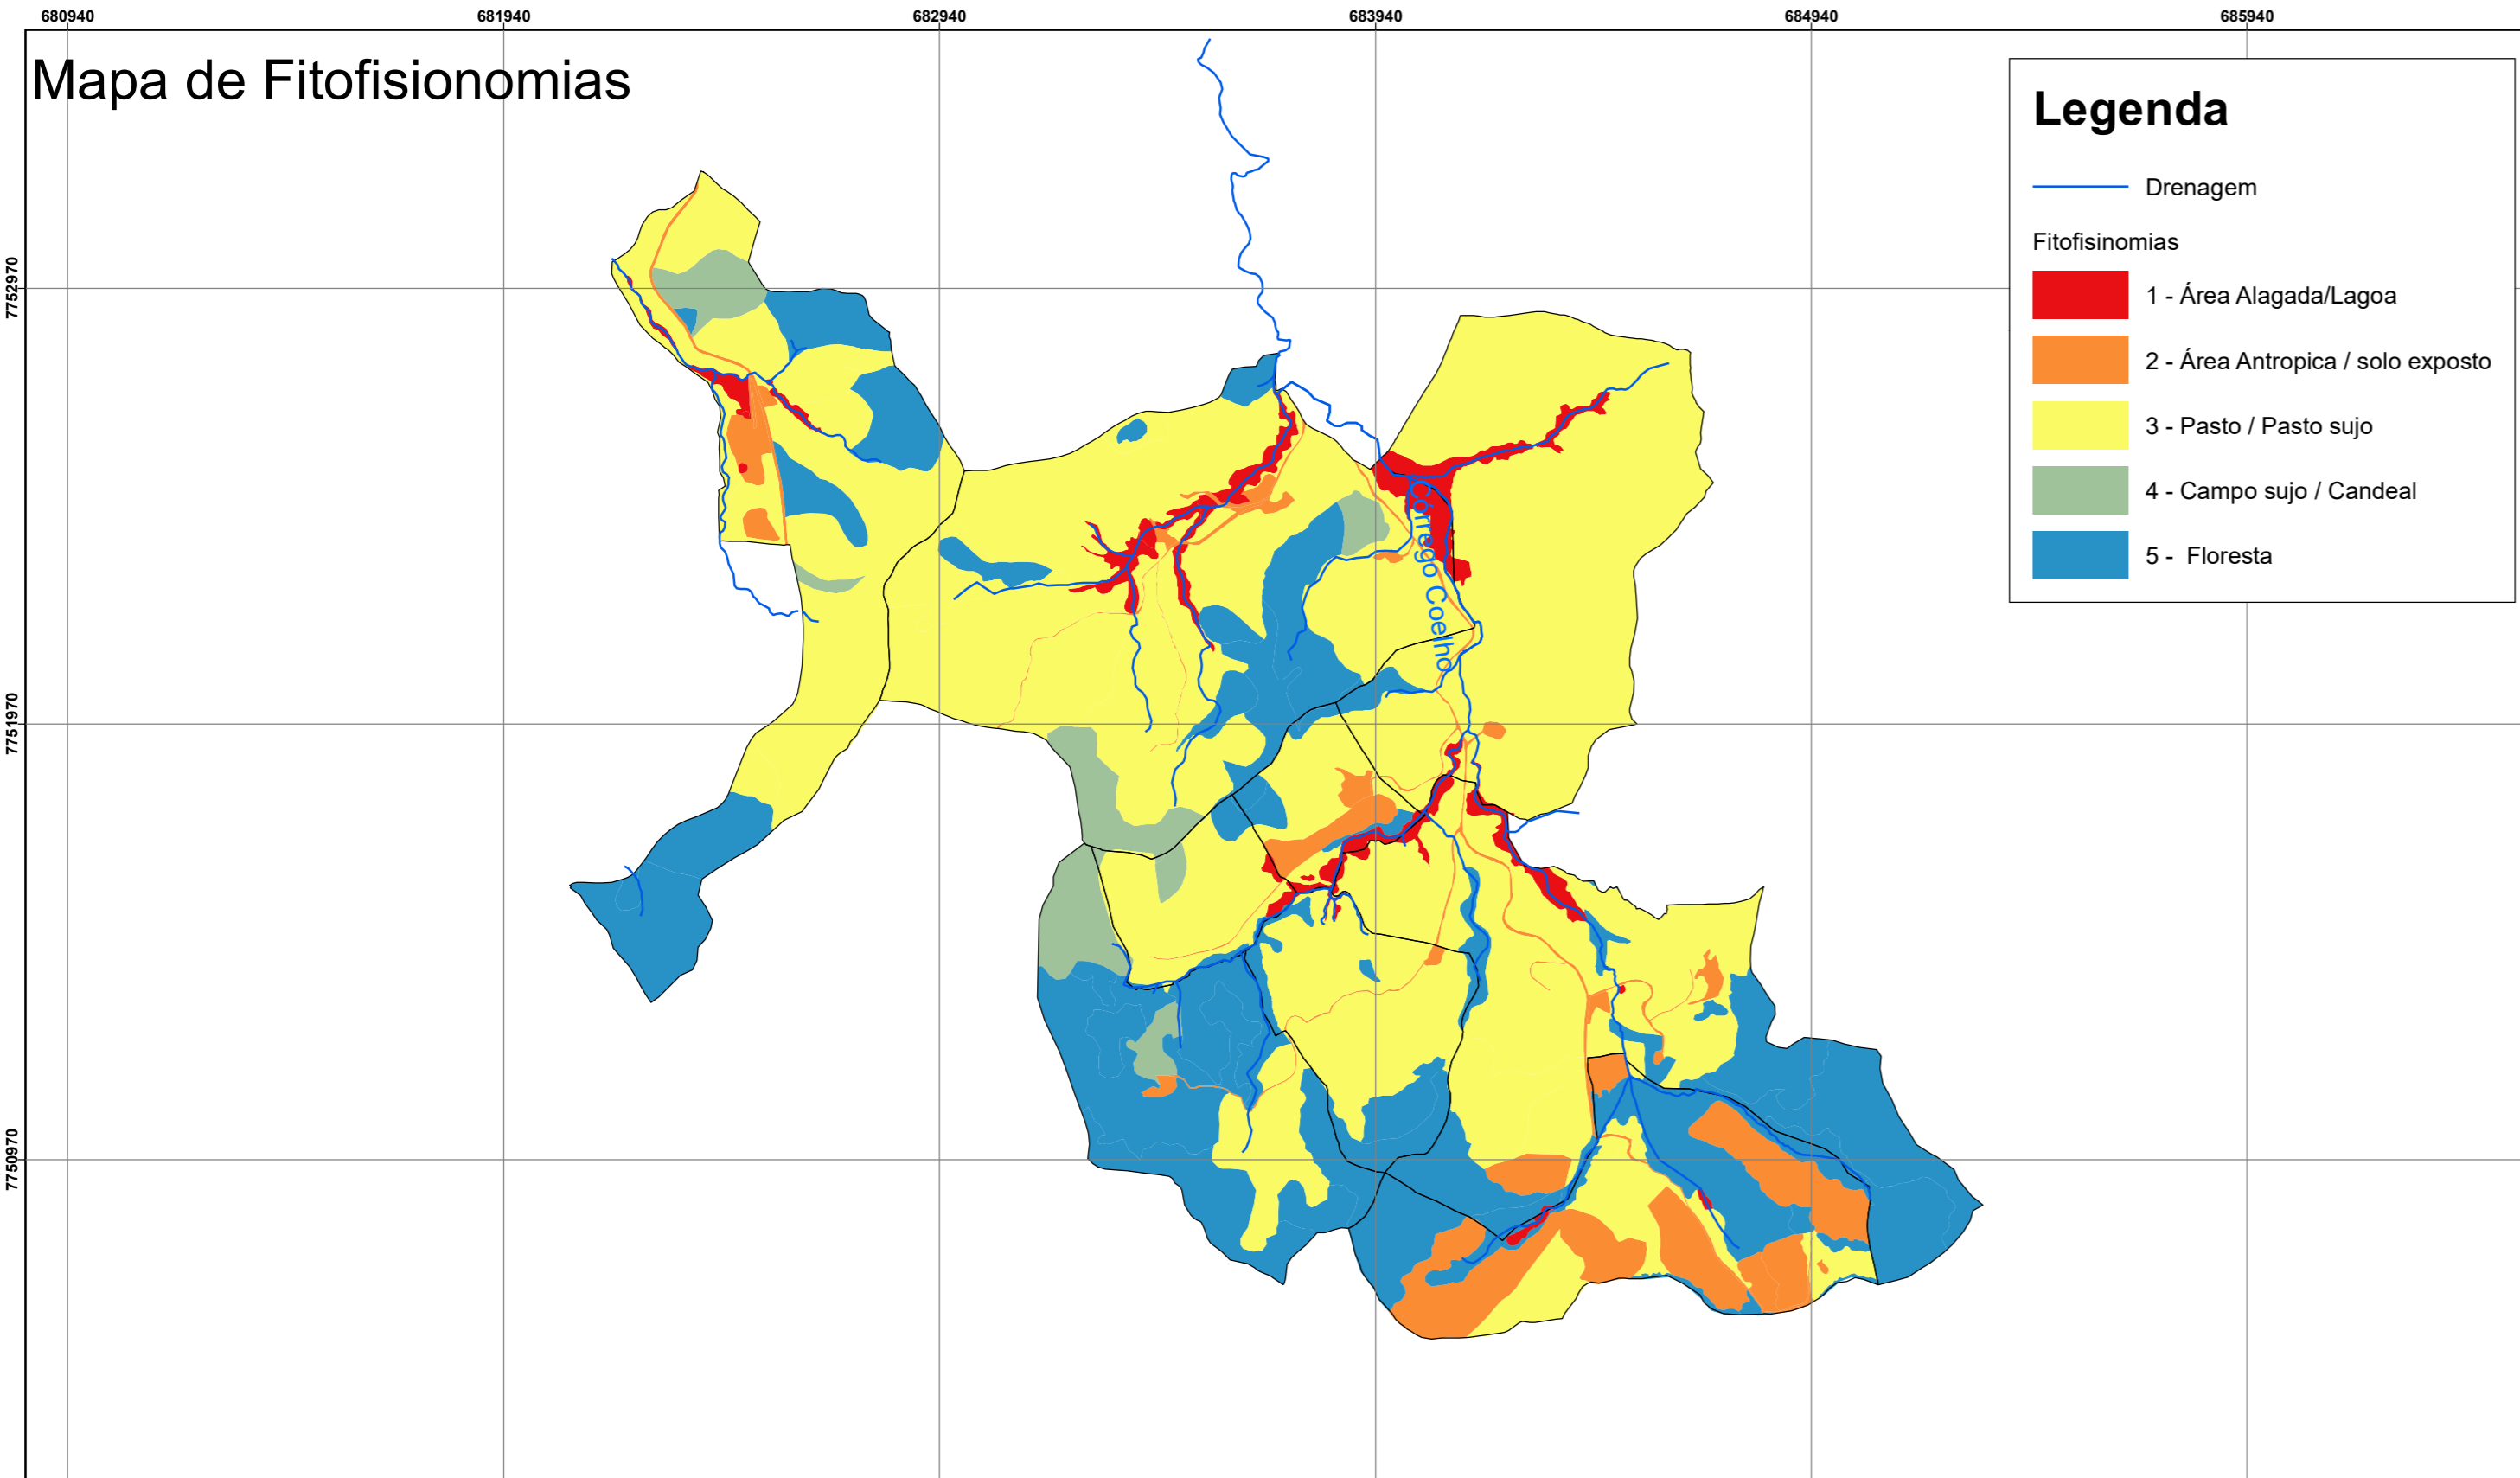 680940
681940
682940
683940
684940
685940
Mapa de Fitofisionomias
7752970
7751970
7750970
Córrego Coelho
Legenda
Drenagem
Fitofisinomias
1 - Área Alagada/Lagoa
2 - Área Antropica / solo exposto
3 - Pasto / Pasto sujo
4 - Campo sujo / Candeal
5 -  Floresta